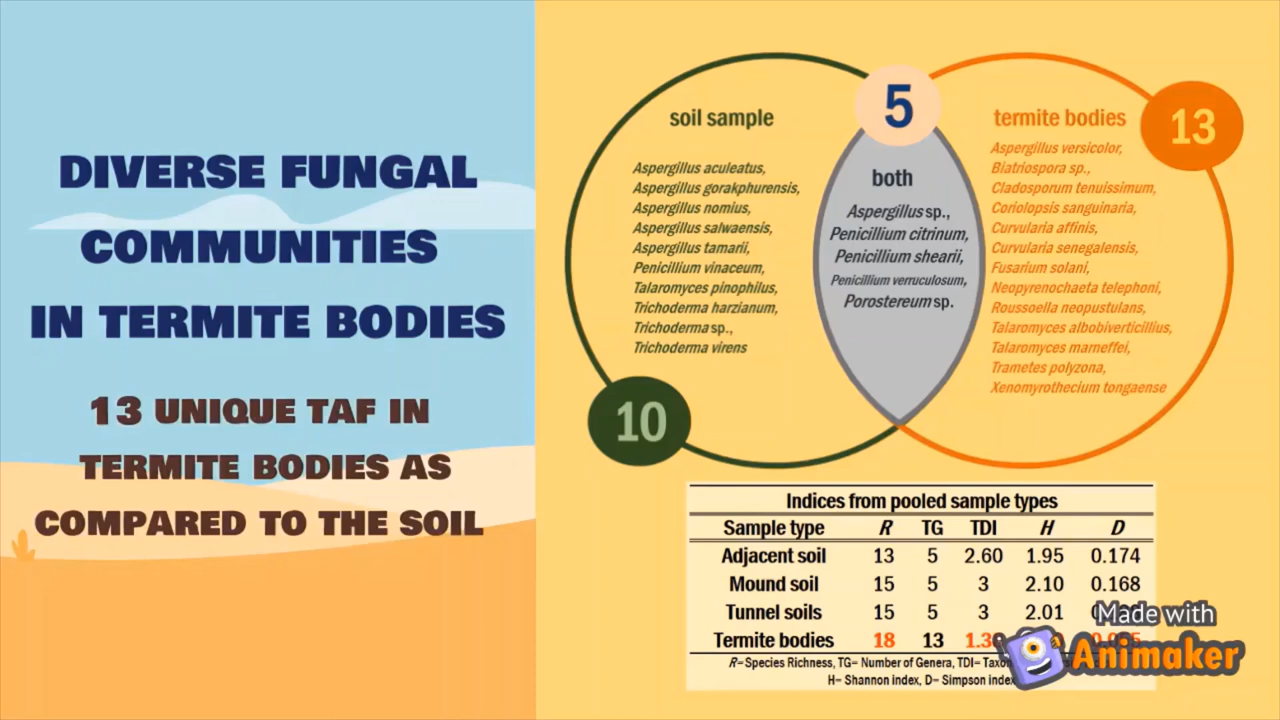 DIVERSE FUNGAL
COMMUNITIES
IN TERMITE BODIES
13 UNIQUE TAF IN
TERMITE BODIES AS
COMPARED TO THE SOIL
soil sample
Aspergillus aculeatus,
Aspergillus gorakphurensis,
Aspergillus nomius,
Aspergillus salwaensis,
Aspergillus tamarii,
Penicillium vinaceum,
Talaromyces pinophilus,
Trichoderma harzianum,
Trichoderma sp.,
Trichoderma virens
10
5
both
Aspergillus sp.,
Penicillium citrinum,
Penicillium shearii,
Penicillium verruculosum,
Porostereum sp.
termite bodies
13
Aspergillus versicolor,
Biatriospora sp.,
Cladosporum tenuissimum,
Coriolopsis sanguinaria,
Curvularia affinis,
Curvularia senegalensis,
Fusarium solani,
Neopyrenochaeta telephoni,
Roussoella neopustulans,
Talaromyces albobiverticillius,
Talaromyces marneffei,
Trametes polyzona,
Xenomyrothecium tongaense
Indices from pooled sample types
Sample type R TG TDI H D
Adjacent soil 13 5 2.60 1.95 0.174
Mound soil 15 5 3 2.10 0.168
Tunnel soils 15 5 3 2.01
Termite bodies 18 13
R= Species Richness, TG= Number of Genera, TDI=
H= Shannon index, D= Simpson index
Made with
Animaker